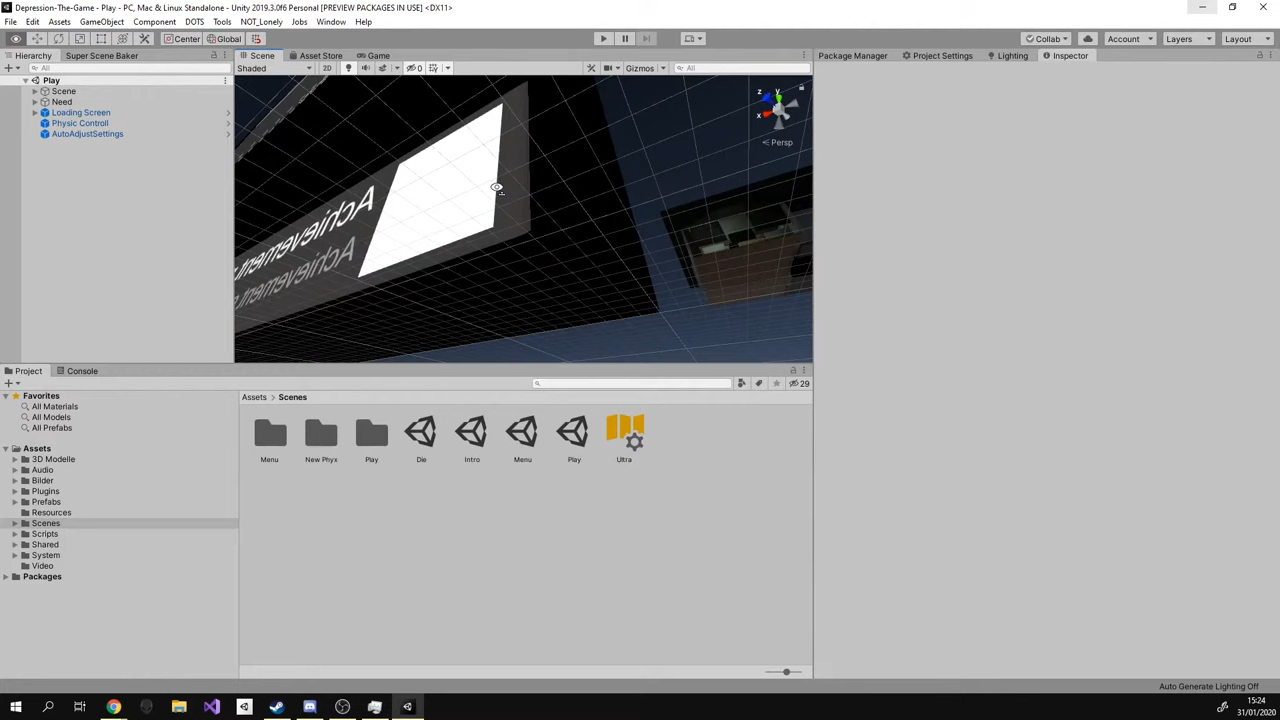 Depression-The-Game - Play - PC, Mac & Linux Standalone - Unity 2019.3.0f6 Personal [PREVIEW PACKAGES IN USE] <DX11>
File Edit Assets GameObject Component DOTS Tools NOT_Lonely Jobs Window Help
Center Global Collab Account Layers Layout
Hierarchy Super Scene Baker Scene Asset Store Game Package Manager Project Settings Lighting Inspector
All Shaded 2D 0 Gizmos All
Play
Scene
Need
Loading Screen
Physic Controll
AutoAdjustSettings
z y
x
Persp
Achievement
Achievement
Project Console
29
Favorites
All Materials
All Models
All Prefabs
Assets
3D Modelle
Audio
Bilder
Plugins
Prefabs
Resources
Scenes
Scripts
Shared
System
Video
Packages
Assets Scenes
Menu New Phyx Play Die Intro Menu Play Ultra
Auto Generate Lighting Off
15:24
31/01/2020